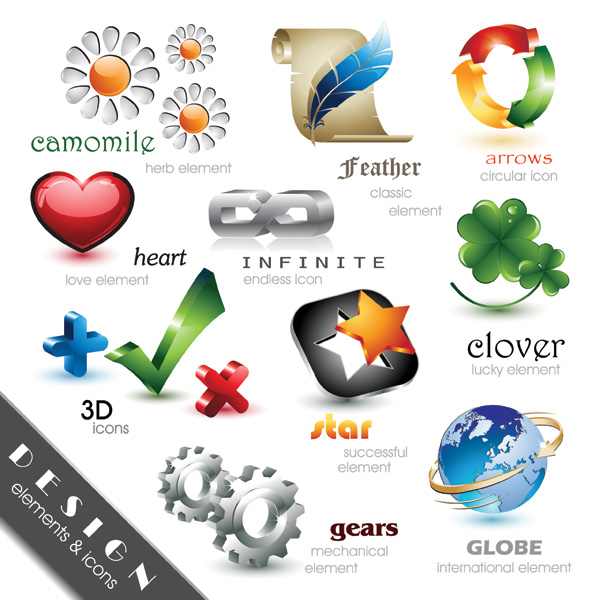 camomile
herb element
Feather
classic
element
arrows
circular icon
heart
love element
INFINITE
endless icon
clover
lucky element
3D
icons
star
successful
element
gears
mechanical
element
GLOBE
international element
DESIGN
elements & icons